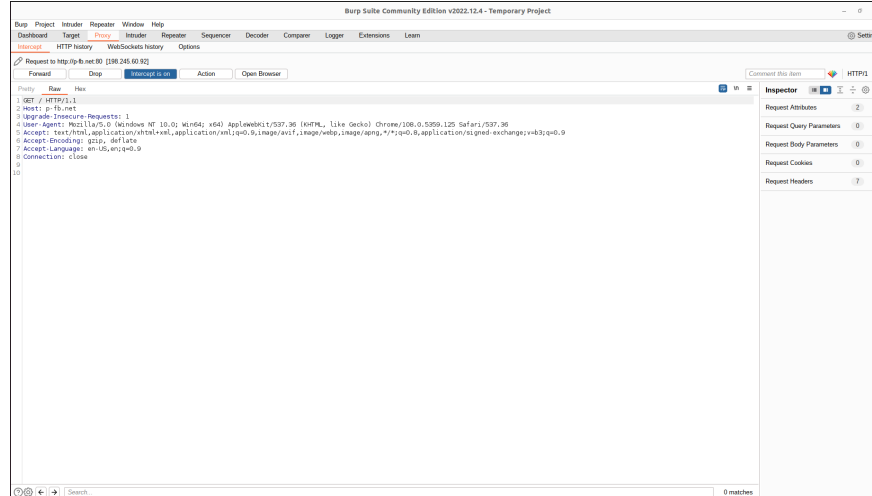 Burp Suite Community Edition v2022.12.4 - Temporary Project
Burp Project Intruder Repeater Window Help
Dashboard Target Proxy Intruder Repeater Sequencer Decoder Comparer Logger Extensions Learn Settin
Intercept HTTP history WebSockets history Options
Request to http://p-fb.net:80 [198.245.60.92]
Forward Drop Intercept is on Action Open Browser Comment this item HTTP/1
Pretty Raw Hex \n Inspector
1 GET / HTTP/1.1
2 Host: p-fb.net
3 Upgrade-Insecure-Requests: 1
4 User-Agent: Mozilla/5.0 (Windows NT 10.0; Win64; x64) AppleWebKit/537.36 (KHTML, like Gecko) Chrome/108.0.5359.125 Safari/537.36
5 Accept: text/html,application/xhtml+xml,application/xml;q=0.9,image/avif,image/webp,image/apng,*/*;q=0.8,application/signed-exchange;v=b3;q=0.9
6 Accept-Encoding: gzip, deflate
7 Accept-Language: en-US,en;q=0.9
8 Connection: close
9
10
Request Attributes 2
Request Query Parameters 0
Request Body Parameters 0
Request Cookies 0
Request Headers 7
Search... 0 matches